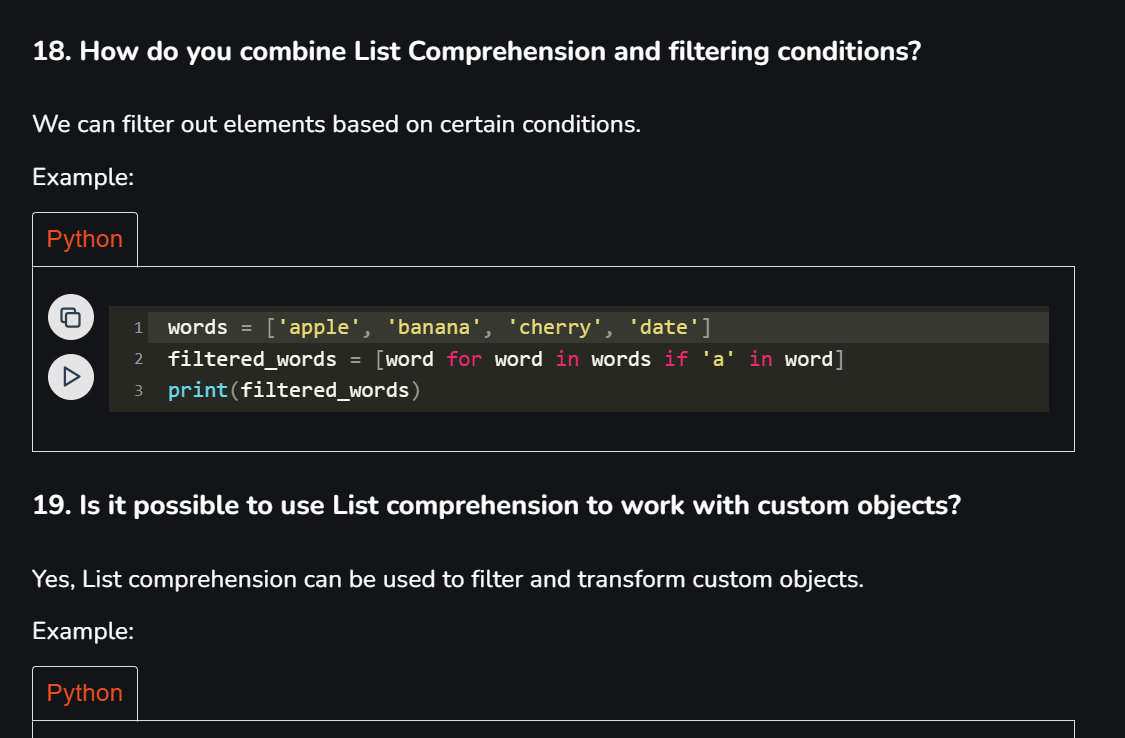 18. How do you combine List Comprehension and filtering conditions?
We can filter out elements based on certain conditions.
Example:
Python
1 words = ['apple', 'banana', 'cherry', 'date']
2 filtered_words = [word for word in words if 'a' in word]
3 print(filtered_words)
19. Is it possible to use List comprehension to work with custom objects?
Yes, List comprehension can be used to filter and transform custom objects.
Example:
Python